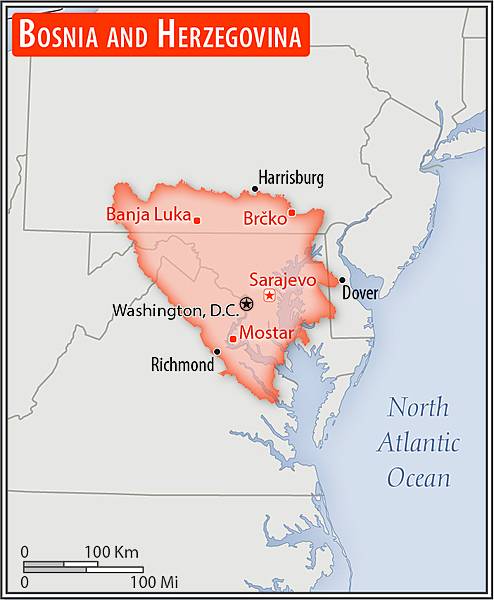 BOSNIA AND HERZEGOVINA
Harrisburg
Banja Luka
Brčko
Sarajevo
Dover
Washington, D.C.
Mostar
Richmond
North
Atlantic
Ocean
0 100 Km
0 100 Mi